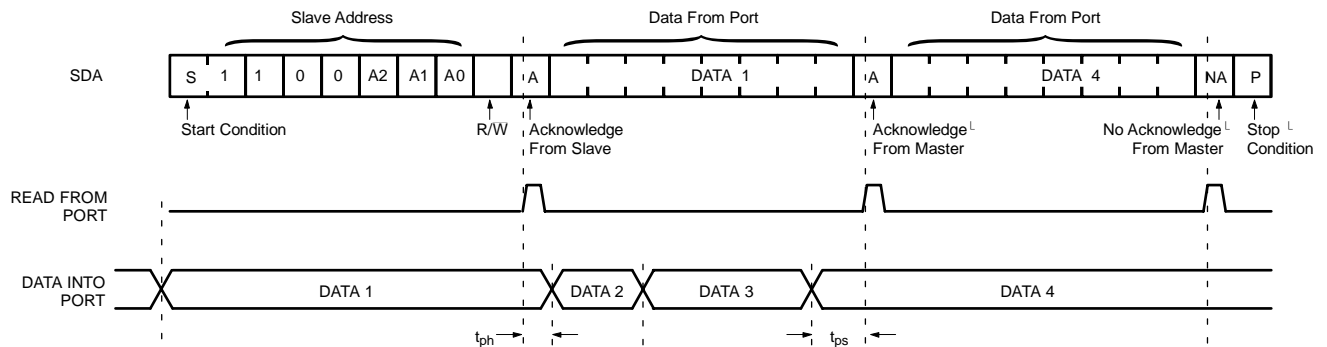 Slave Address Data From Port Data From Port
SDA S 1 1 0 0 A2 A1 A0 A DATA 1 A DATA 4 NA P
Start Condition R/W̅ Acknowledge From Slave Acknowledge From Master No Acknowledge From Master Stop Condition
READ FROM
PORT
DATA INTO
PORT
DATA 1 DATA 2 DATA 3 DATA 4
tph tps